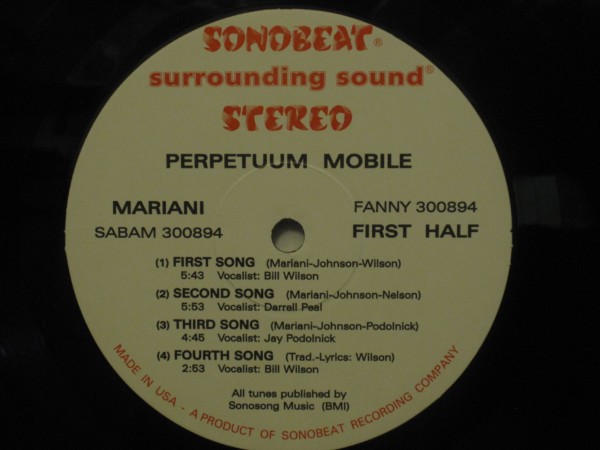 SONOBEAT®
surrounding sound®
STEREO
PERPETUUM MOBILE
MARIANI FANNY 300894
SABAM 300894 FIRST HALF
(1) FIRST SONG (Mariani-Johnson-Wilson)
5:43 Vocalist: Bill Wilson
(2) SECOND SONG (Mariani-Johnson-Nelson)
5:53 Vocalist: Darrell Peal
(3) THIRD SONG (Mariani-Johnson-Podolnick)
4:45 Vocalist: Jay Podolnick
(4) FOURTH SONG (Trad.-Lyrics: Wilson)
2:53 Vocalist: Bill Wilson
All tunes published by
Sonosong Music (BMI)
MADE IN USA - A PRODUCT OF SONOBEAT RECORDING COMPANY